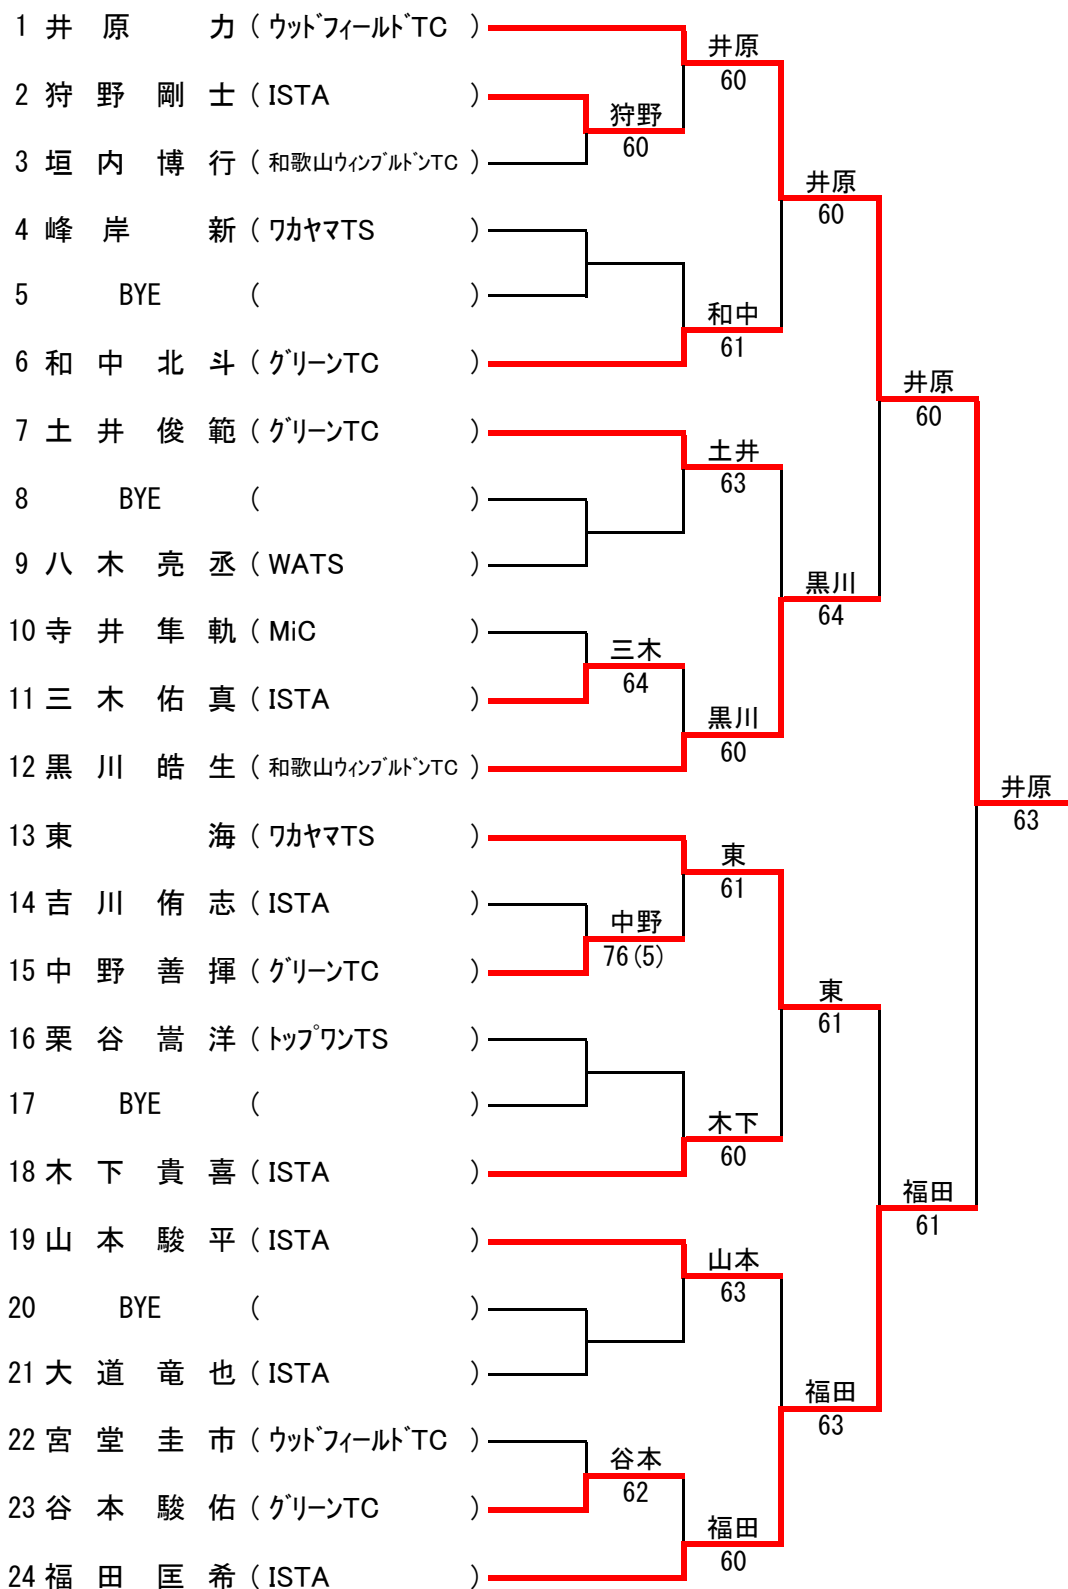 1 井原 力 ( ウッドフィールドTC )
井原
60
2 狩野 剛士 ( ISTA )
狩野
60
3 垣内 博行 ( 和歌山ウィンブルドンTC )
井原
60
4 峰岸 新 ( ワカヤマTS )
5 BYE ( )
和中
61
6 和中 北斗 ( グリーンTC )
井原
60
7 土井 俊範 ( グリーンTC )
土井
63
8 BYE ( )
9 八木 亮丞 ( WATS )
黒川
64
10 寺井 隼軌 ( MiC )
三木
64
11 三木 佑真 ( ISTA )
黒川
60
12 黒川 皓生 ( 和歌山ウィンブルドンTC )
井原
63
13 東 海 ( ワカヤマTS )
東
61
14 吉川 侑志 ( ISTA )
中野
76(5)
15 中野 善揮 ( グリーンTC )
東
61
16 栗谷 嵩洋 ( トップワンTS )
17 BYE ( )
木下
60
18 木下 貴喜 ( ISTA )
福田
61
19 山本 駿平 ( ISTA )
山本
63
20 BYE ( )
21 大道 竜也 ( ISTA )
福田
63
22 宮堂 圭市 ( ウッドフィールドTC )
谷本
62
23 谷本 駿佑 ( グリーンTC )
福田
60
24 福田 匡希 ( ISTA )